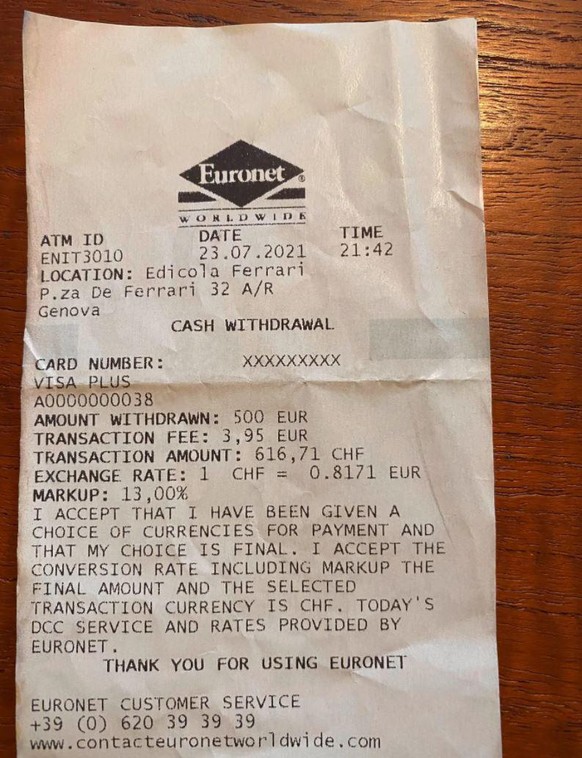 Euronet
WORLDWIDE
ATM ID DATE TIME
ENIT3010 23.07.2021 21:42
LOCATION: Edicola Ferrari
P.za De Ferrari 32 A/R
Genova
CASH WITHDRAWAL
CARD NUMBER: XXXXXXXXX
VISA PLUS
A0000000038
AMOUNT WITHDRAWN: 500 EUR
TRANSACTION FEE: 3,95 EUR
TRANSACTION AMOUNT: 616,71 CHF
EXCHANGE RATE: 1 CHF = 0.8171 EUR
MARKUP: 13,00%
I ACCEPT THAT I HAVE BEEN GIVEN A
CHOICE OF CURRENCIES FOR PAYMENT AND
THAT MY CHOICE IS FINAL. I ACCEPT THE
CONVERSION RATE INCLUDING MARKUP THE
FINAL AMOUNT AND THE SELECTED
TRANSACTION CURRENCY IS CHF. TODAY'S
DCC SERVICE AND RATES PROVIDED BY
EURONET.
THANK YOU FOR USING EURONET
EURONET CUSTOMER SERVICE
+39 (0) 620 39 39 39
www.contacteuronetworldwide.com